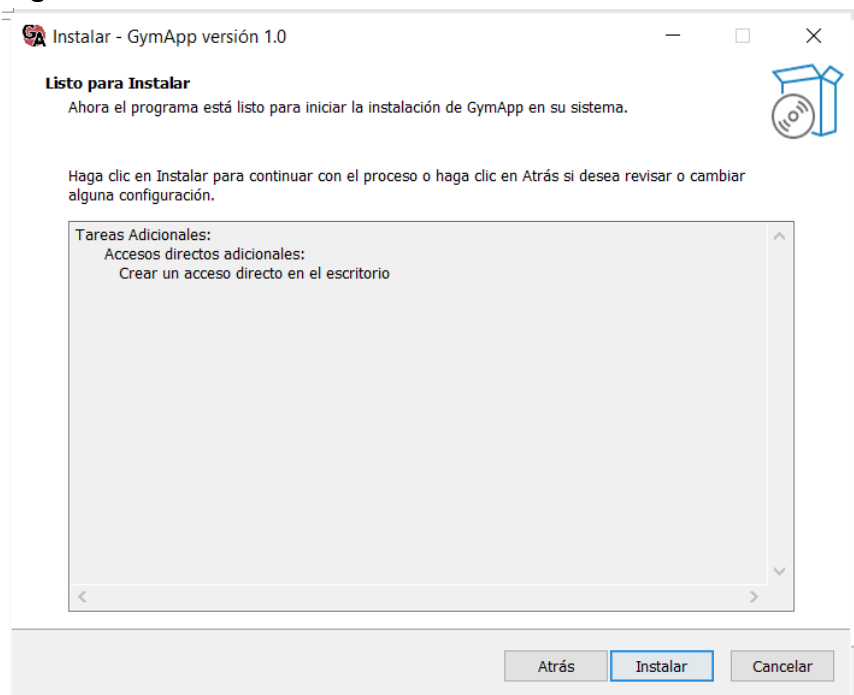 GA Instalar - GymApp versión 1.0
Listo para Instalar
Ahora el programa está listo para iniciar la instalación de GymApp en su sistema.
Haga clic en Instalar para continuar con el proceso o haga clic en Atrás si desea revisar o cambiar
alguna configuración.
Tareas Adicionales:
Accesos directos adicionales:
Crear un acceso directo en el escritorio
Atrás
Instalar
Cancelar